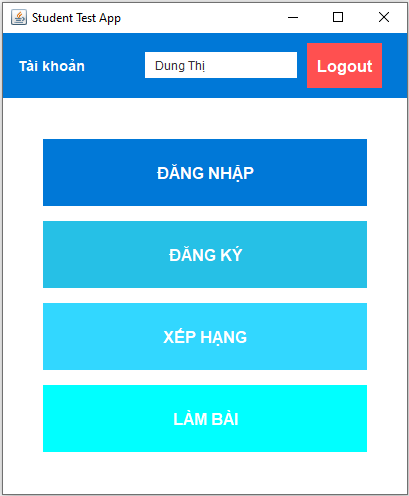 Student Test App
Tài khoản
Dung Thị
Logout
ĐĂNG NHẬP
ĐĂNG KÝ
XẾP HẠNG
LÀM BÀI